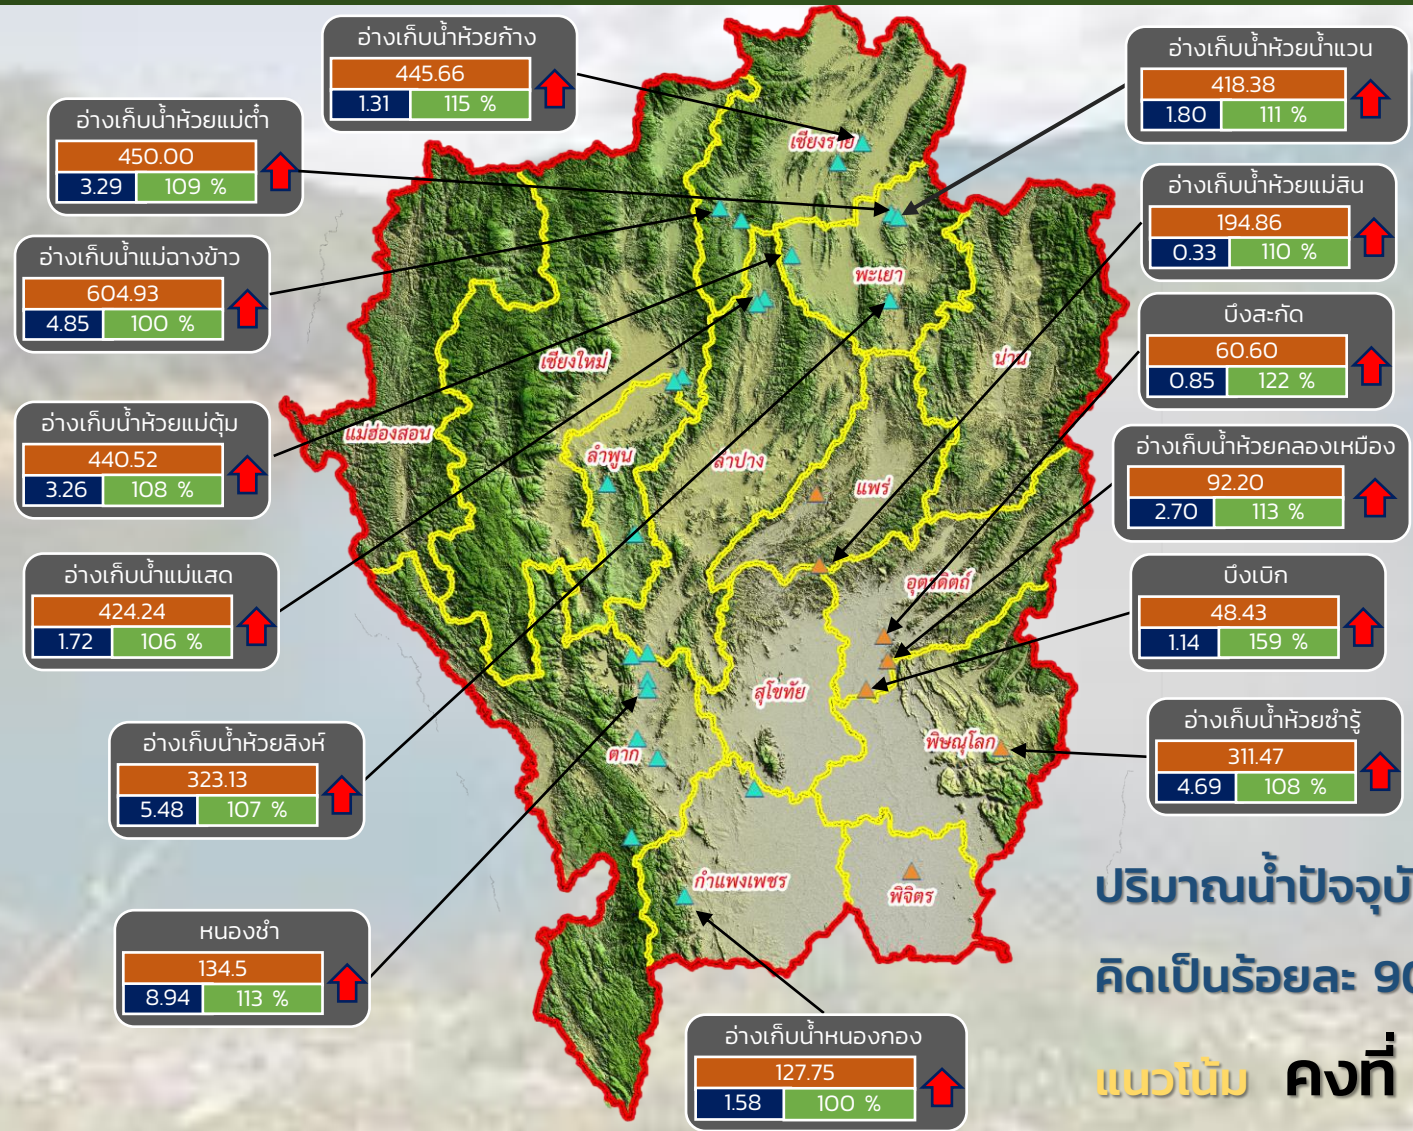 อ่างเก็บน้ำห้วยก้าง
445.66
1.31 115 %
อ่างเก็บน้ำห้วยน้ำแวน
418.38
1.80 111 %
อ่างเก็บน้ำห้วยแม่ต่ำ
450.00
3.29 109 %
อ่างเก็บน้ำห้วยแม่สิน
194.86
0.33 110 %
อ่างเก็บน้ำแม่ฉางข้าว
604.93
4.85 100 %
บึงสะกัด
60.60
0.85 122 %
อ่างเก็บน้ำห้วยแม่ตุ้ม
440.52
3.26 108 %
อ่างเก็บน้ำห้วยคลองเหมือง
92.20
2.70 113 %
อ่างเก็บน้ำแม่แสด
424.24
1.72 106 %
บึงเบิก
48.43
1.14 159 %
อ่างเก็บน้ำห้วยสิงห์
323.13
5.48 107 %
อ่างเก็บน้ำห้วยซำรู้
311.47
4.69 108 %
หนองซำ
134.5
8.94 113 %
อ่างเก็บน้ำหนองกอง
127.75
1.58 100 %
เชียงราย
พะเยา
น่าน
เชียงใหม่
แม่ฮ่องสอน
ลำพูน
ลำปาง
แพร่
อุตรดิตถ์
สุโขทัย
ตาก
พิษณุโลก
กำแพงเพชร
พิจิตร
ปริมาณน้ำปัจจุบั
คิดเป็นร้อยละ 90
แนวโน้ม คงที่